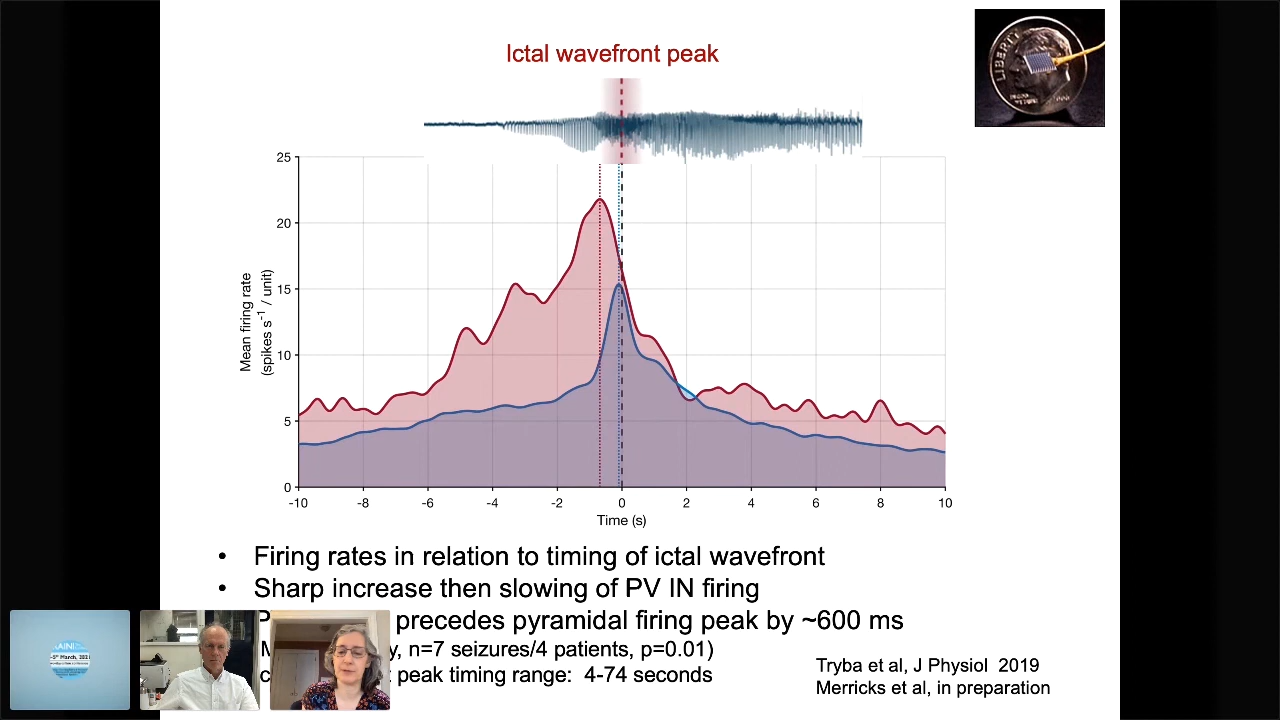 Ictal wavefront peak
LIBERTY
25
20
15
10
5
0
Mean firing rate
(spikes s⁻¹ / unit)
-10 -8 -6 -4 -2 0 2 4 6 8 10
Time (s)
• Firing rates in relation to timing of ictal wavefront
• Sharp increase then slowing of PV IN firing
precedes pyramidal firing peak by ~600 ms
n=7 seizures/4 patients, p=0.01)
peak timing range: 4-74 seconds
Tryba et al, J Physiol 2019
Merricks et al, in preparation